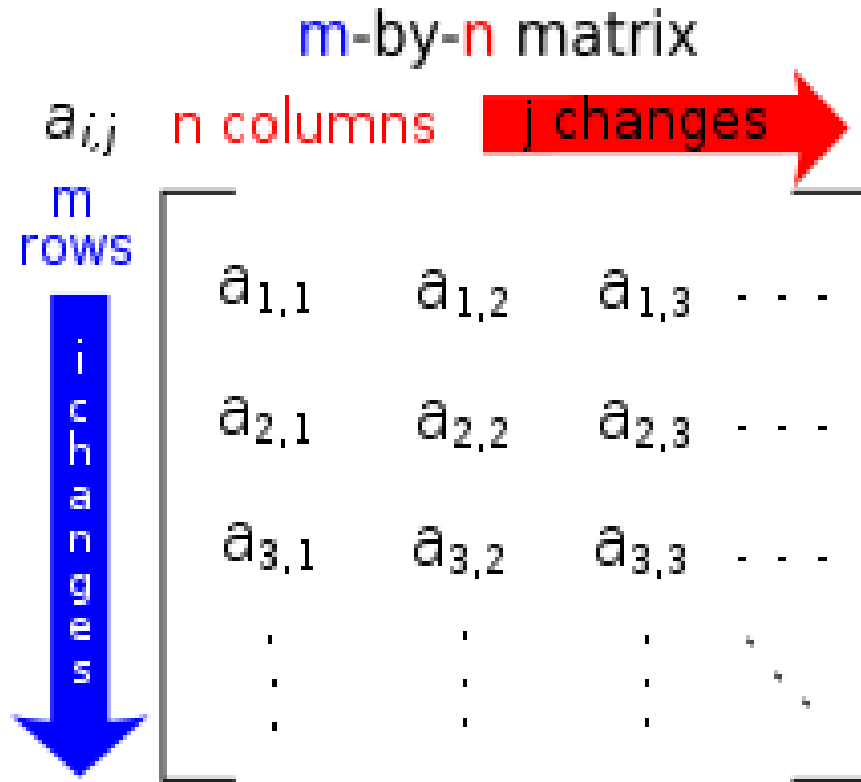 m-by-n matrix
a i,j n columns j changes
m
rows
i changes
a1,1 a1,2 a1,3 . . .
a2,1 a2,2 a2,3 . . .
a3,1 a3,2 a3,3 . . .